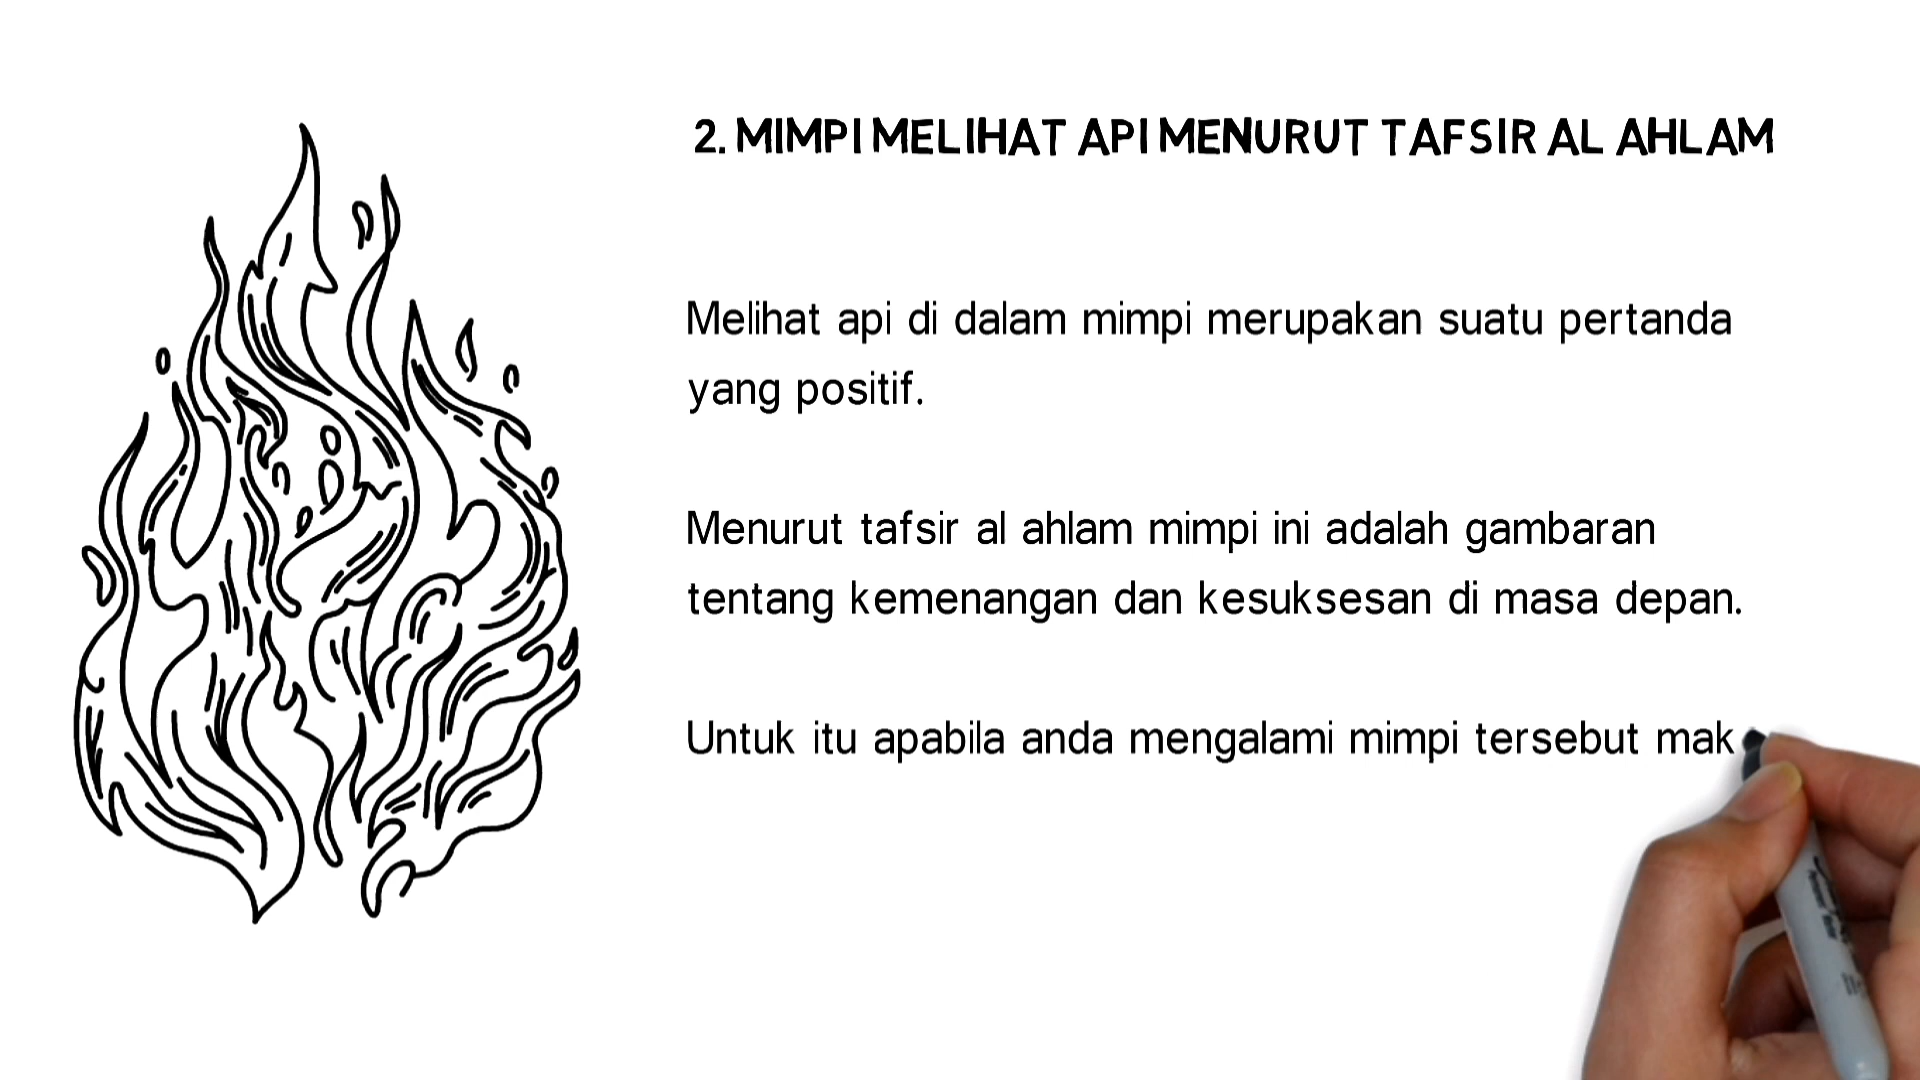 2. MIMPI MELIHAT API MENURUT TAFSIR AL AHLAM
Melihat api di dalam mimpi merupakan suatu pertanda
yang positif.
Menurut tafsir al ahlam mimpi ini adalah gambaran
tentang kemenangan dan kesuksesan di masa depan.
Untuk itu apabila anda mengalami mimpi tersebut mak